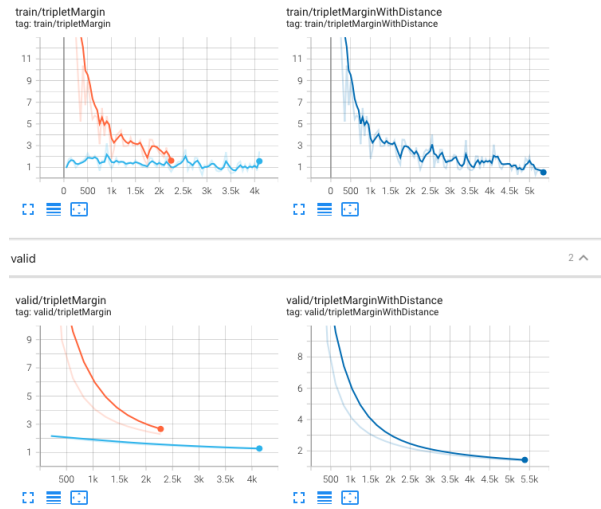 train/tripletMargin
tag: train/tripletMargin
11
9
7
5
3
1
0 500 1k 1.5k 2k 2.5k 3k 3.5k 4k
train/tripletMarginWithDistance
tag: train/tripletMarginWithDistance
11
9
7
5
3
1
0 500 1k 1.5k 2k 2.5k 3k 3.5k 4k 4.5k 5k
valid
2
valid/tripletMargin
tag: valid/tripletMargin
9
7
5
3
1
500 1k 1.5k 2k 2.5k 3k 3.5k 4k
valid/tripletMarginWithDistance
tag: valid/tripletMarginWithDistance
8
6
4
2
500 1k 1.5k 2k 2.5k 3k 3.5k 4k 4.5k 5k 5.5k